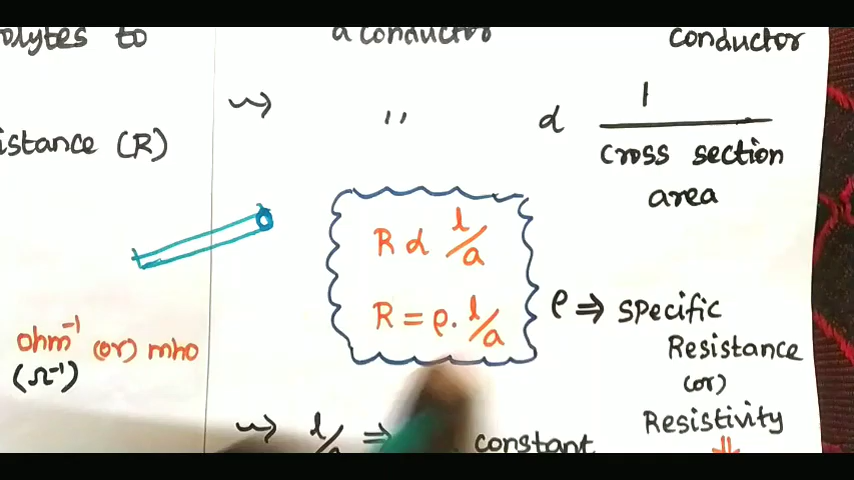 olytes to
istance (R)
ohm⁻¹ (or) mho
(Ω⁻¹)
a conductor
conductor
〃 α 1
cross section
area
R α l/a
R = ρ. l/a
ρ ⇒ specific
Resistance
(or)
Resistivity
l/a ⇒ constant